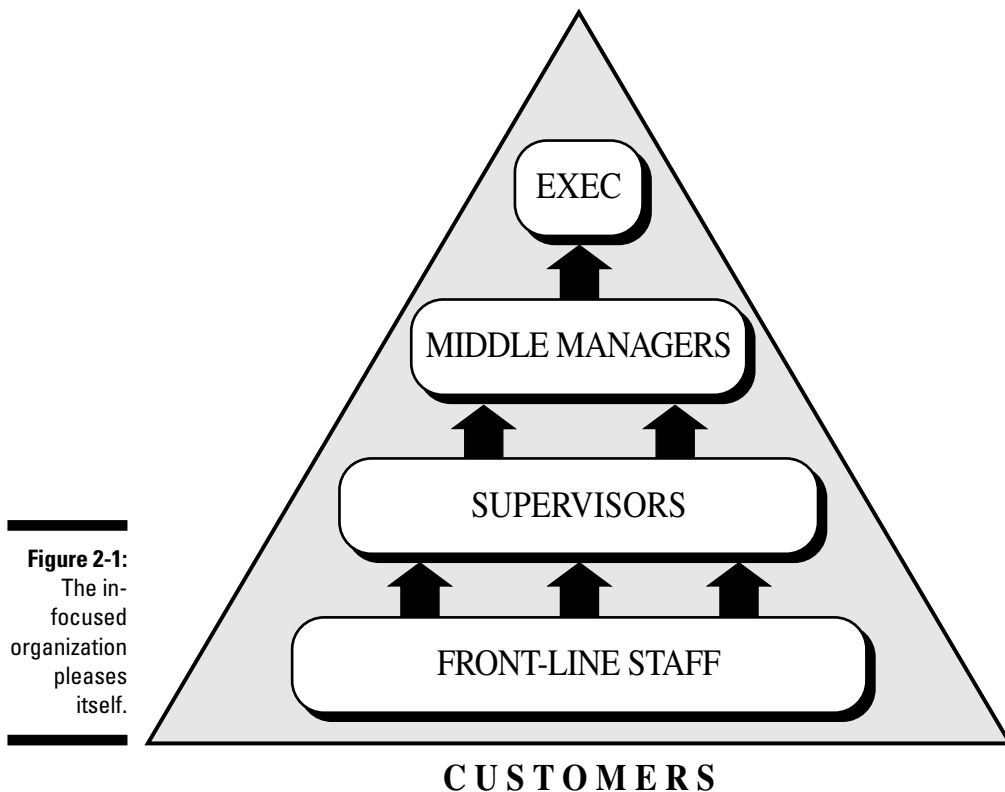 EXEC
MIDDLE MANAGERS
SUPERVISORS
FRONT-LINE STAFF
CUSTOMERS
Figure 2-1:
The in-
focused
organization
pleases
itself.